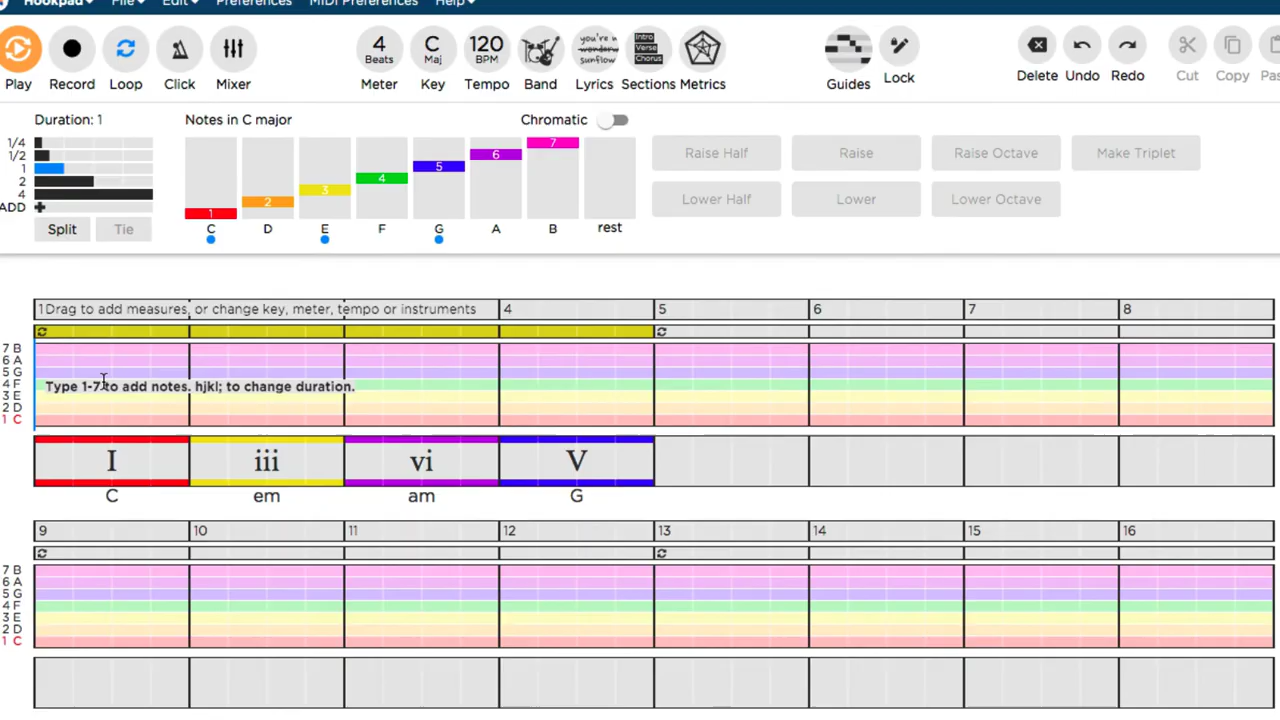 Hookpad File Edit Preferences MIDI Preferences Help
4 C 120 you're in Intro
Beats Maj BPM wonderw Verse
sunflow Chorus
Play Record Loop Click Mixer Meter Key Tempo Band Lyrics Sections Metrics Guides Lock Delete Undo Redo Cut Copy Pas
Duration: 1 Notes in C major Chromatic
1/4
1/2
1
2
4
ADD
Split Tie
1 2 3 4 5 6 7
C D E F G A B rest
Raise Half Raise Raise Octave Make Triplet
Lower Half Lower Lower Octave
1 Drag to add measures, or change key, meter, tempo or instruments 4 5 6 7 8
7 B
6 A
5 G
4 F
3 E
2 D
1 C
Type 1-7 to add notes. hjkl; to change duration.
I iii vi V
C em am G
9 10 11 12 13 14 15 16
7 B
6 A
5 G
4 F
3 E
2 D
1 C